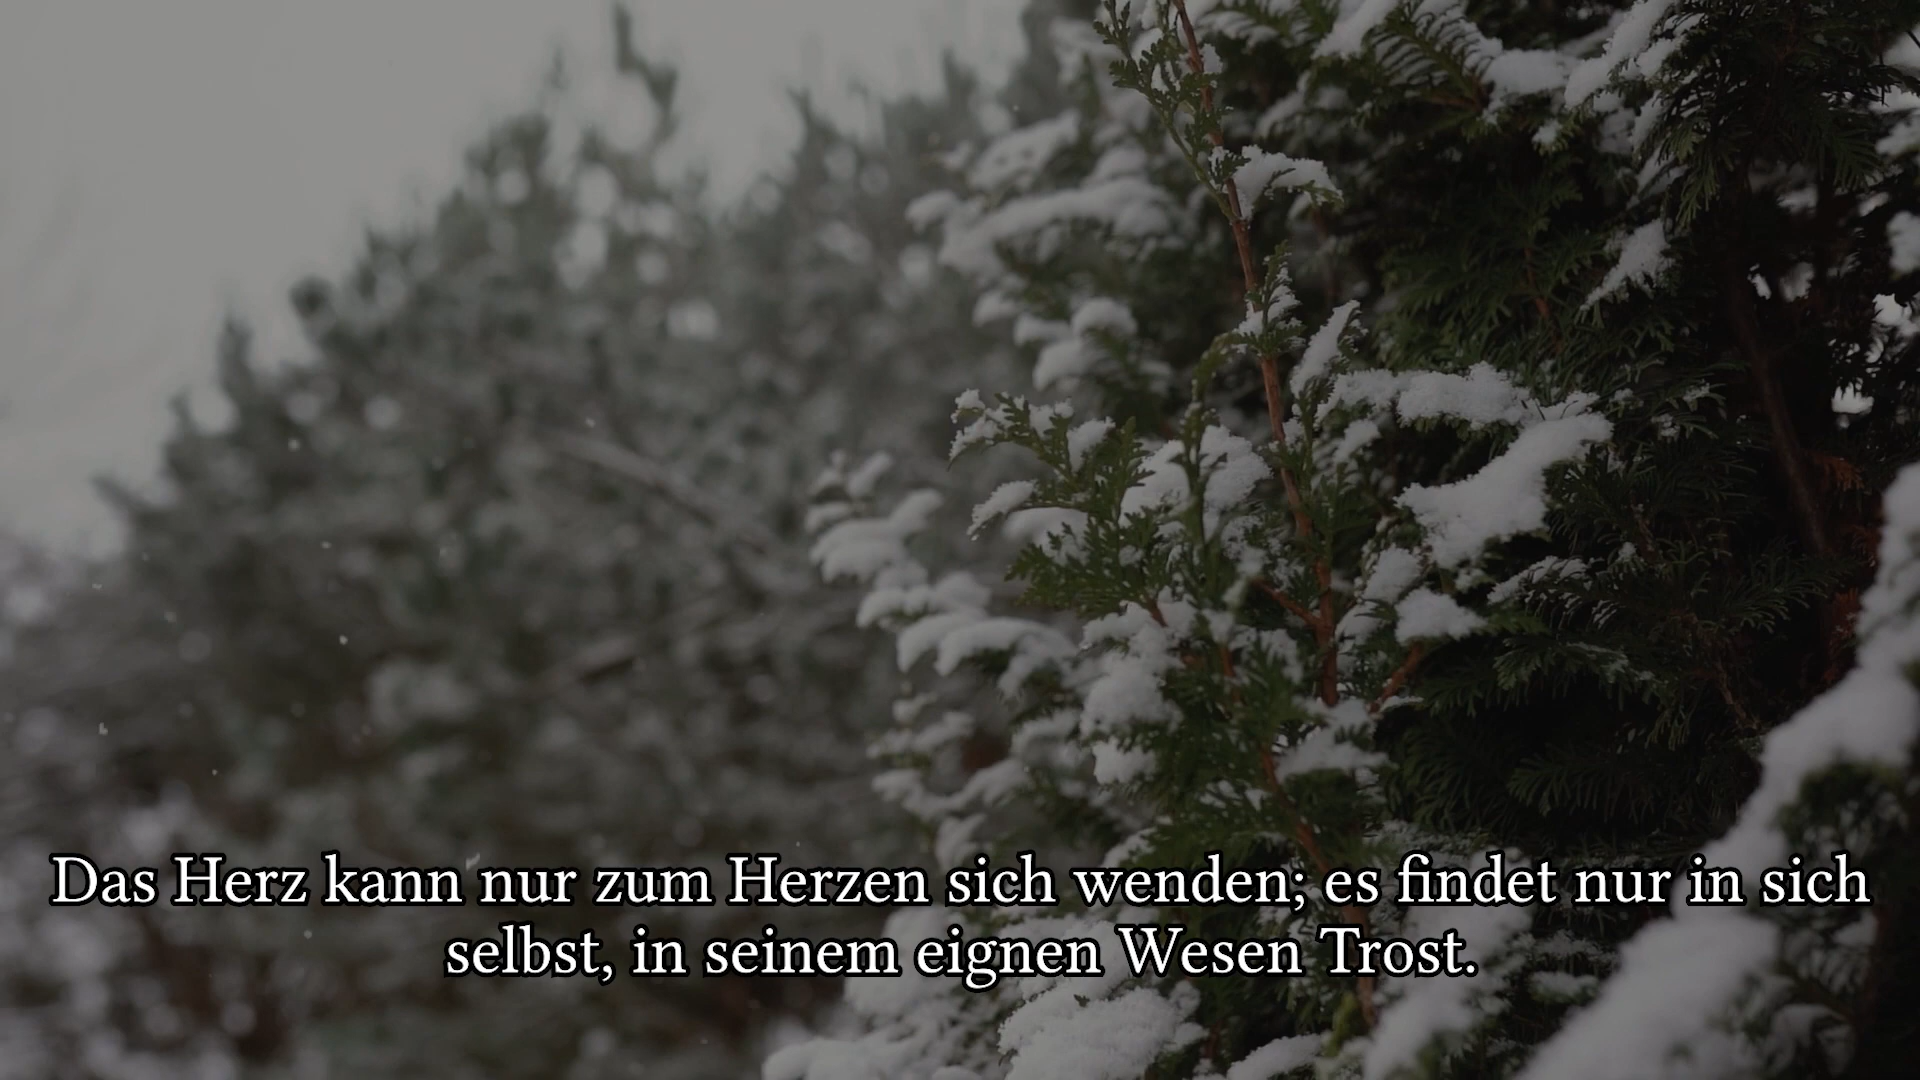 Das Herz kann nur zum Herzen sich wenden; es findet nur in sich
selbst, in seinem eignen Wesen Trost.